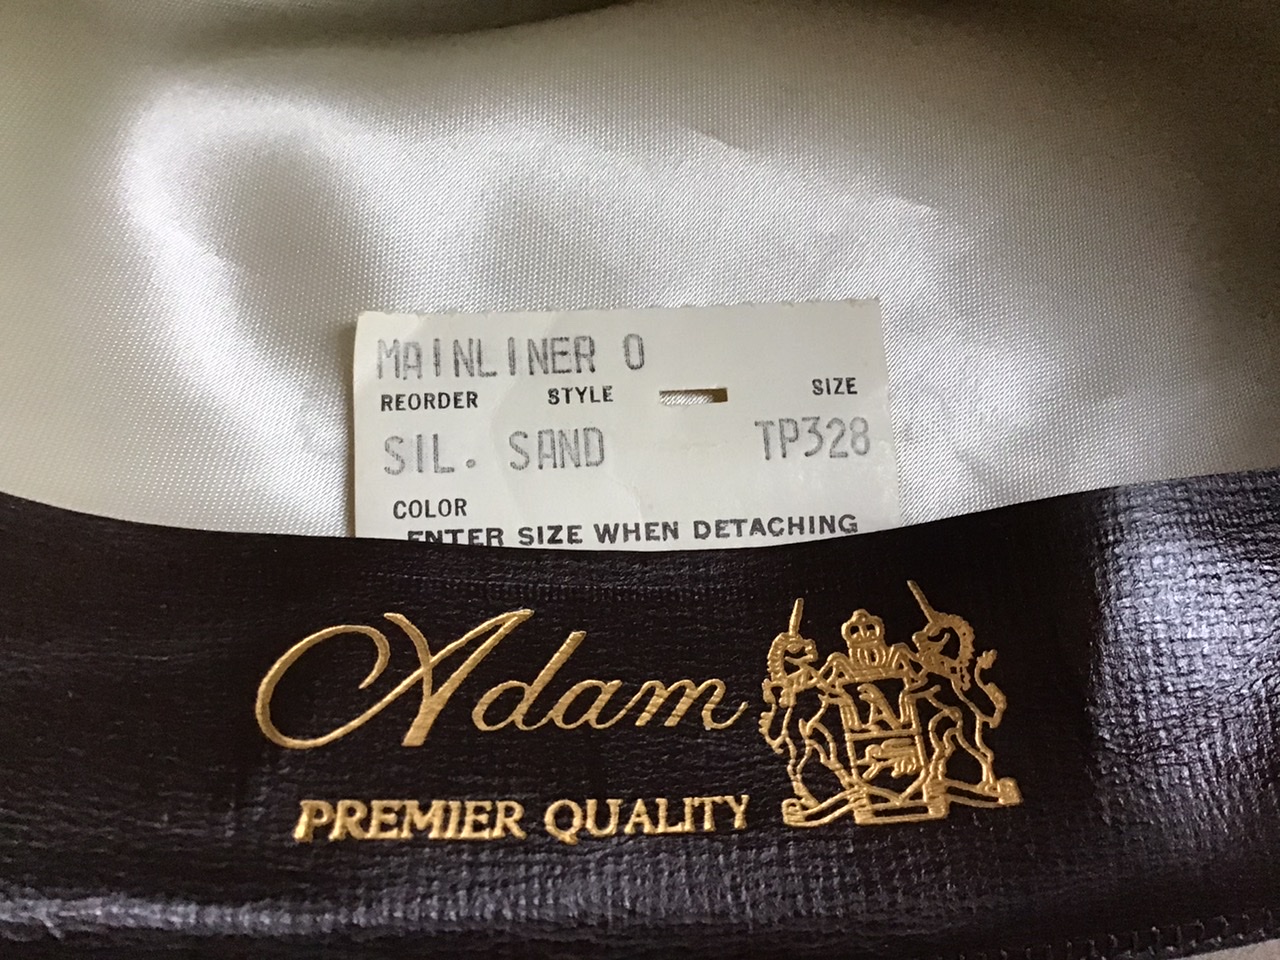 MAINLINER O
REORDER STYLE SIZE
SIL. SAND TP328
COLOR
ENTER SIZE WHEN DETACHING
Adam
A
PREMIER QUALITY